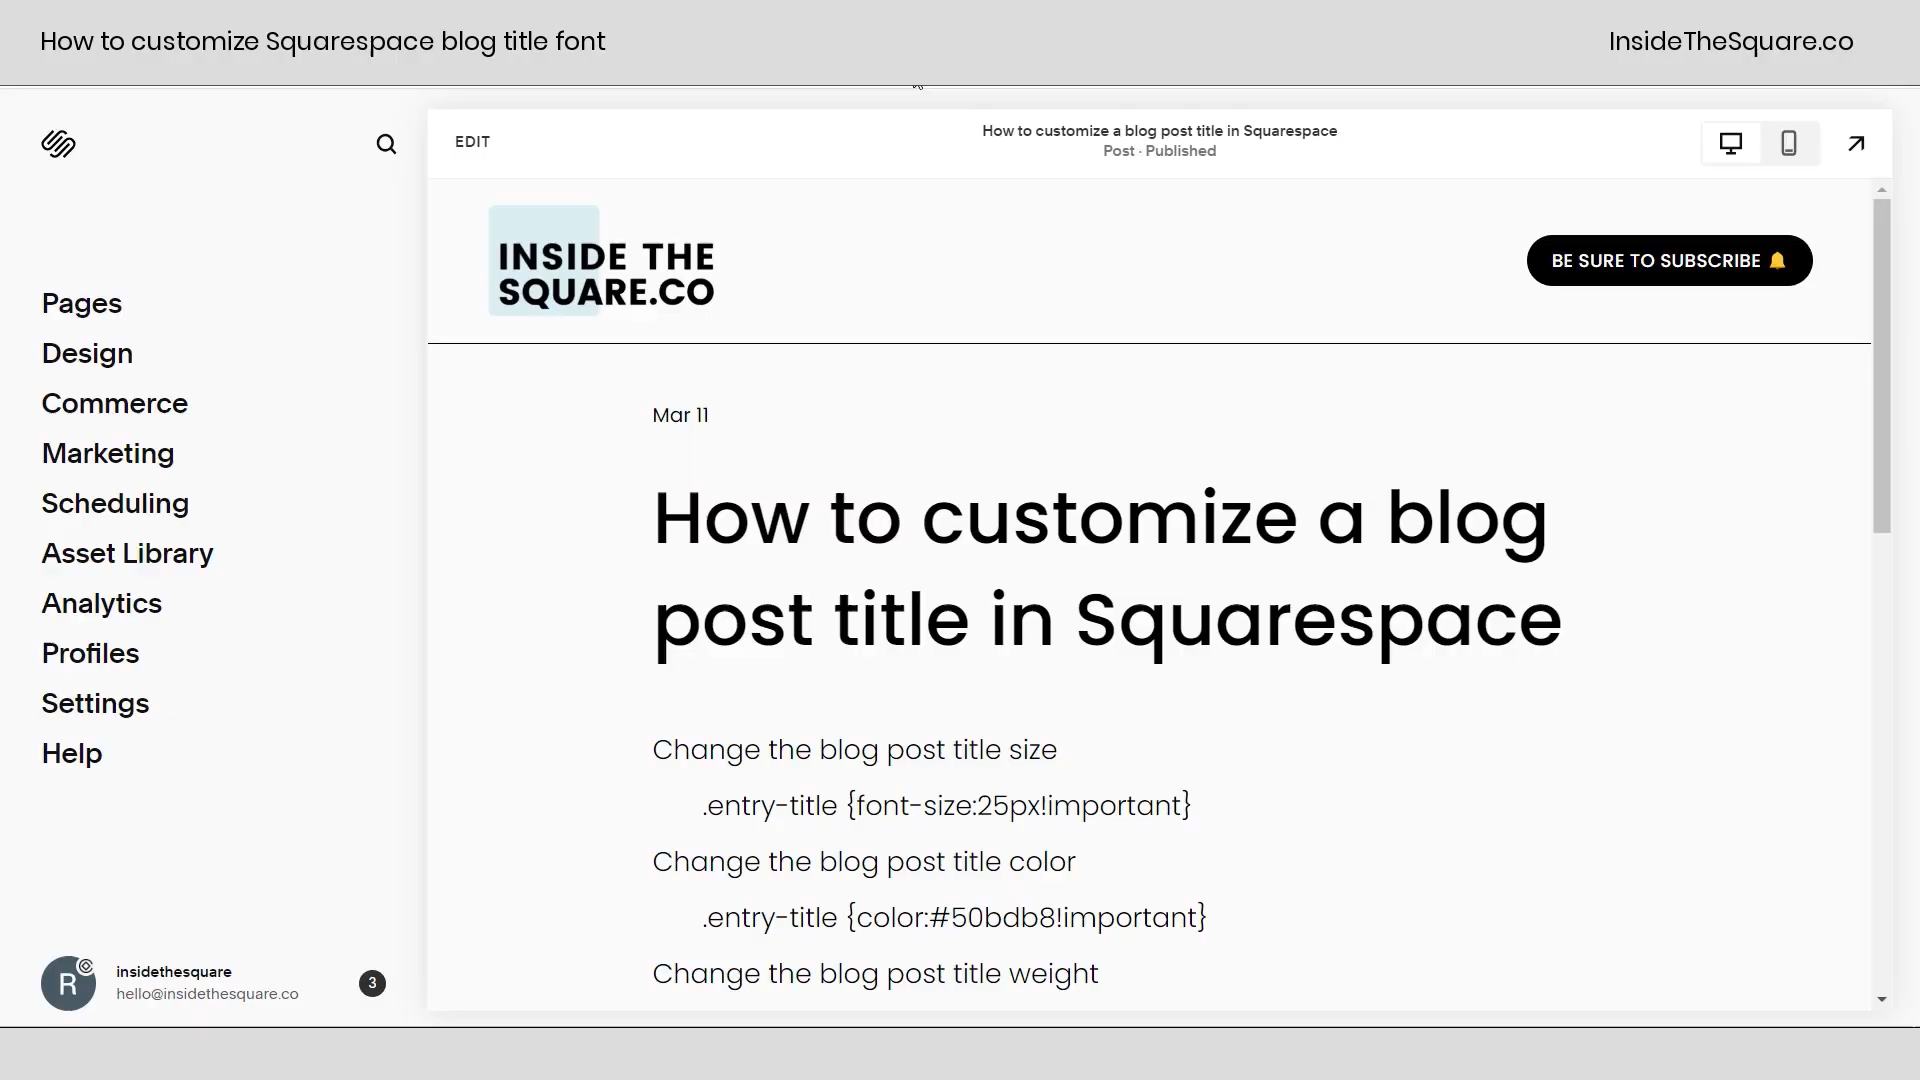 How to customize Squarespace blog title font
InsideTheSquare.co
EDIT
How to customize a blog post title in Squarespace
Post · Published
Pages
Design
Commerce
Marketing
Scheduling
Asset Library
Analytics
Profiles
Settings
Help
R
insidethesquare
hello@insidethesquare.co
3
INSIDE THE
SQUARE.CO
BE SURE TO SUBSCRIBE 🔔
Mar 11
How to customize a blog
post title in Squarespace
Change the blog post title size
.entry-title {font-size:25px!important}
Change the blog post title color
.entry-title {color:#50bdb8!important}
Change the blog post title weight